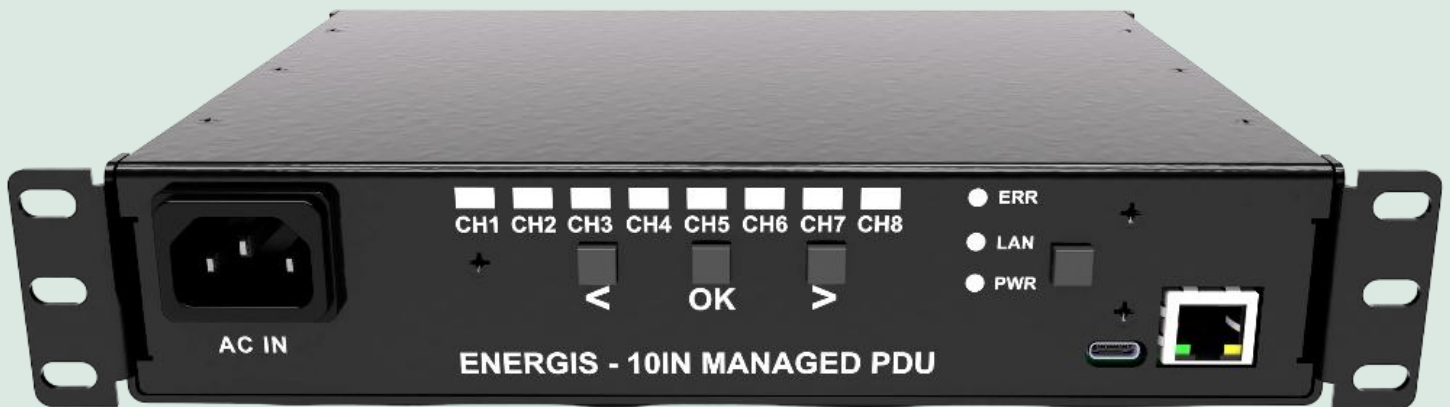 CH1 CH2 CH3 CH4 CH5 CH6 CH7 CH8
ERR
LAN
PWR
< OK >
AC IN
ENERGIS - 10IN MANAGED PDU